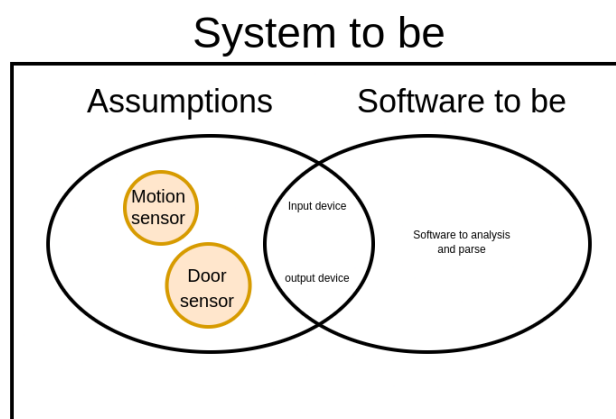 System to be
Assumptions
Software to be
Motion
sensor
Door
sensor
Input device
output device
Software to analysis
and parse